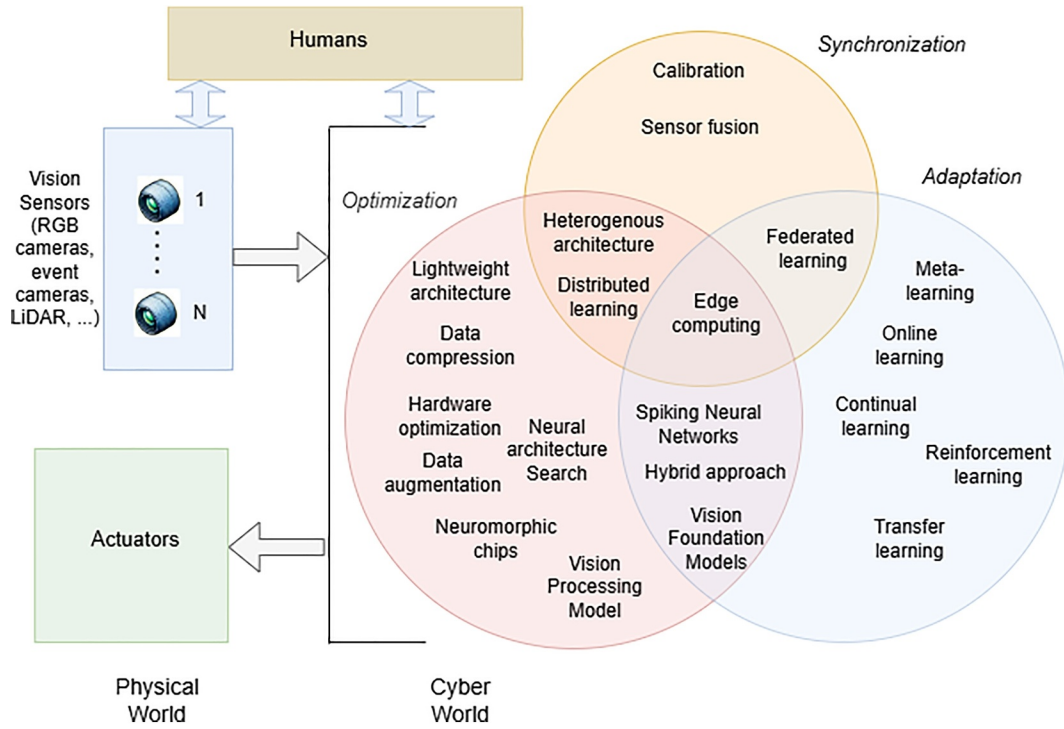 Humans
Synchronization
Calibration
Sensor fusion
Adaptation
Optimization
Vision
Sensors
(RGB
cameras,
event
cameras,
LiDAR, ...)
1
N
Heterogenous
architecture
Federated
learning
Lightweight
architecture
Distributed
learning
Edge
computing
Meta-
learning
Data
compression
Online
learning
Hardware
optimization
Neural
architecture
Search
Spiking Neural
Networks
Continual
learning
Data
augmentation
Hybrid approach
Reinforcement
learning
Neuromorphic
chips
Vision
Foundation
Models
Transfer
learning
Vision
Processing
Model
Actuators
Physical
World
Cyber
World